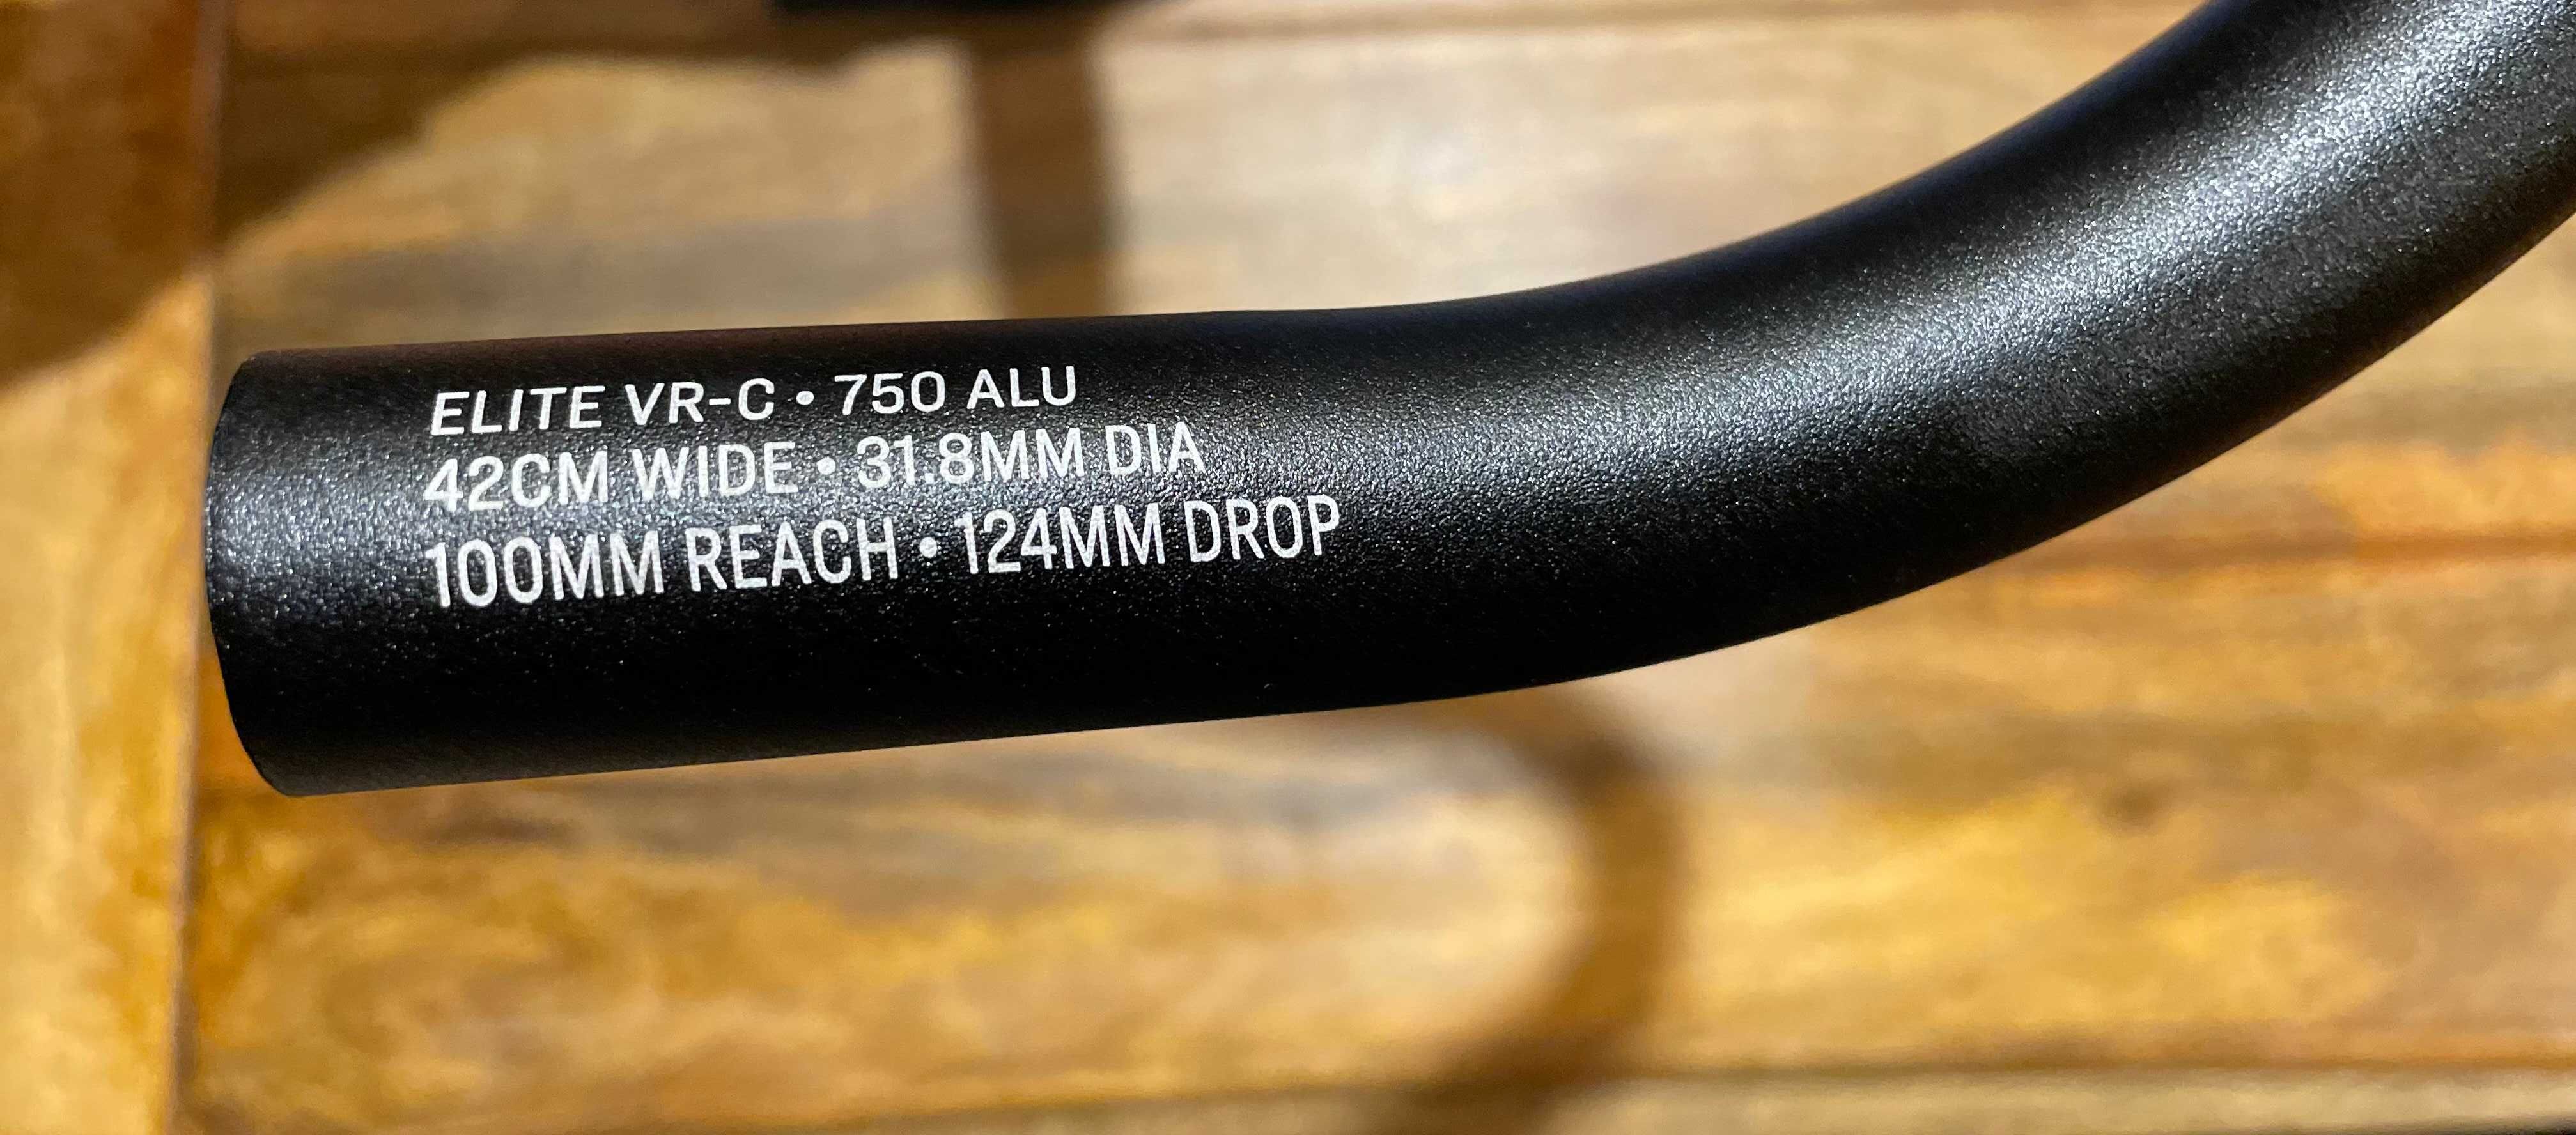 ELITE VR-C • 750 ALU
42CM WIDE • 31.8MM DIA
100MM REACH • 124MM DROP